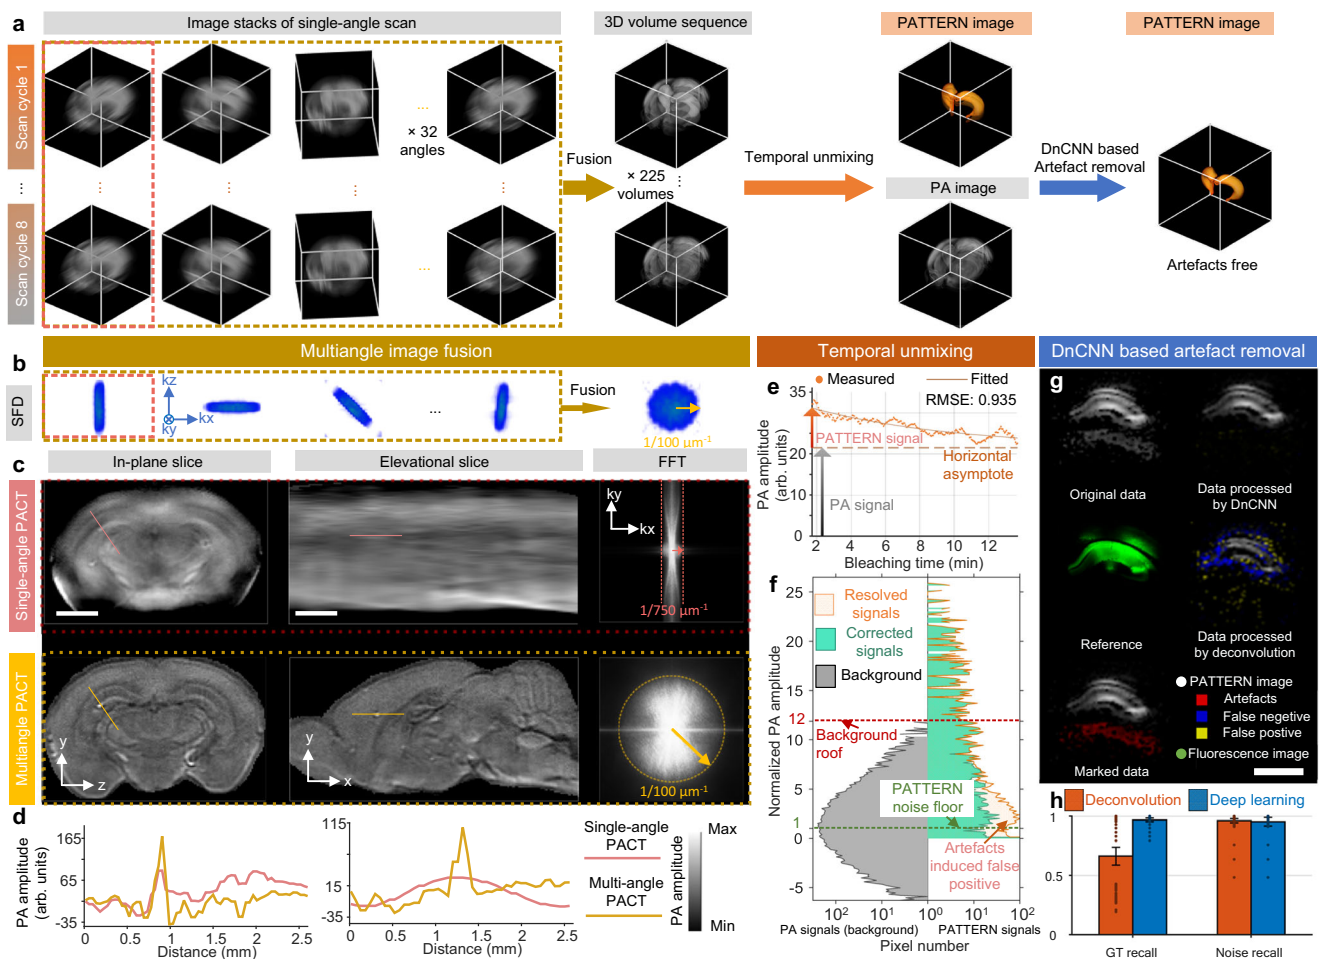 a
Image stacks of single-angle scan
3D volume sequence
PATTERN image
PATTERN image
Scan cycle 1
...
× 32
angles
Fusion
Temporal unmixing
DnCNN based
Artefact removal
...
...
...
...
...
× 225
volumes
PA image
Scan cycle 8
...
Artefacts free
b
Multiangle image fusion
Temporal unmixing
DnCNN based artefact removal
SFD
kz
kx
ky
...
Fusion
1/100 µm⁻¹
c
In-plane slice
Elevational slice
FFT
Single-angle PACT
ky
kx
1/750 µm⁻¹
Multiangle PACT
y
z
y
x
1/100 µm⁻¹
d
PA amplitude
(arb. units)
165
65
-35
0
0.5
1
1.5
2
2.5
Distance (mm)
115
15
-35
0
0.5
1
1.5
2
2.5
Distance (mm)
Single-angle
PACT
Multi-angle
PACT
PA amplitude
Max
Min
e
Measured
Fitted
RMSE: 0.935
PA amplitude
(arb. units)
35
20
10
0
PATTERN signal
Horizontal
asymptote
PA signal
2
4
6
8
10
12
Bleaching time (min)
f
Normalized PA amplitude
25
20
15
12
10
5
1
0
-5
Resolved
signals
Corrected
signals
Background
Background
roof
PATTERN
noise floor
Artefacts
induced false
positive
10²
10¹
10⁰
10¹
10²
PA signals (background)
PATTERN signals
Pixel number
g
Original data
Data processed
by DnCNN
Reference
Data processed
by deconvolution
Marked data
PATTERN image
Artefacts
False negetive
False postive
Fluorescence image
h
Deconvolution
Deep learning
1
0.5
0
GT recall
Noise recall